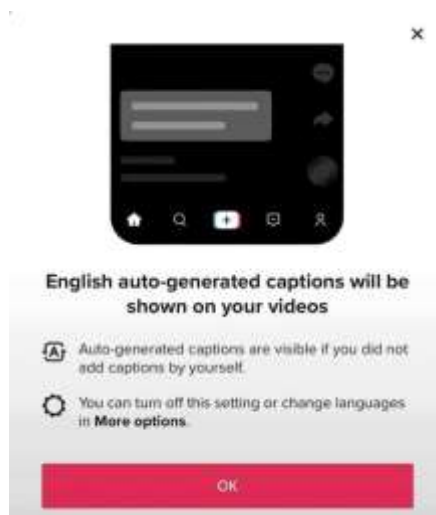 English auto-generated captions will be
shown on your videos
Auto-generated captions are visible if you did not
add captions by yourself.
You can turn off this setting or change languages
in More options.
OK